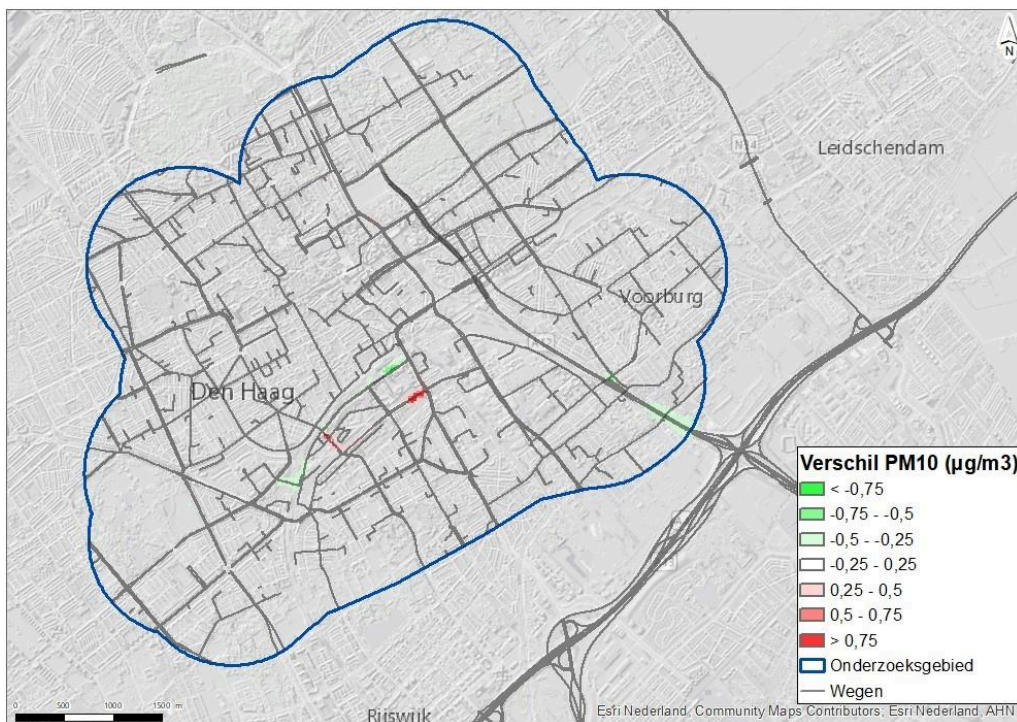 N
Leidschendam
N14
Voorburg
Den Haag
Verschil PM10 (µg/m3)
< -0,75
-0,75 - -0,5
-0,5 - -0,25
-0,25 - 0,25
0,25 - 0,5
0,5 - 0,75
> 0,75
Onderzoeksgebied
Wegen
0 500 1000 1500 m
Rijswijk
Esri Nederland, Community Maps Contributors, Esri Nederland, AHN